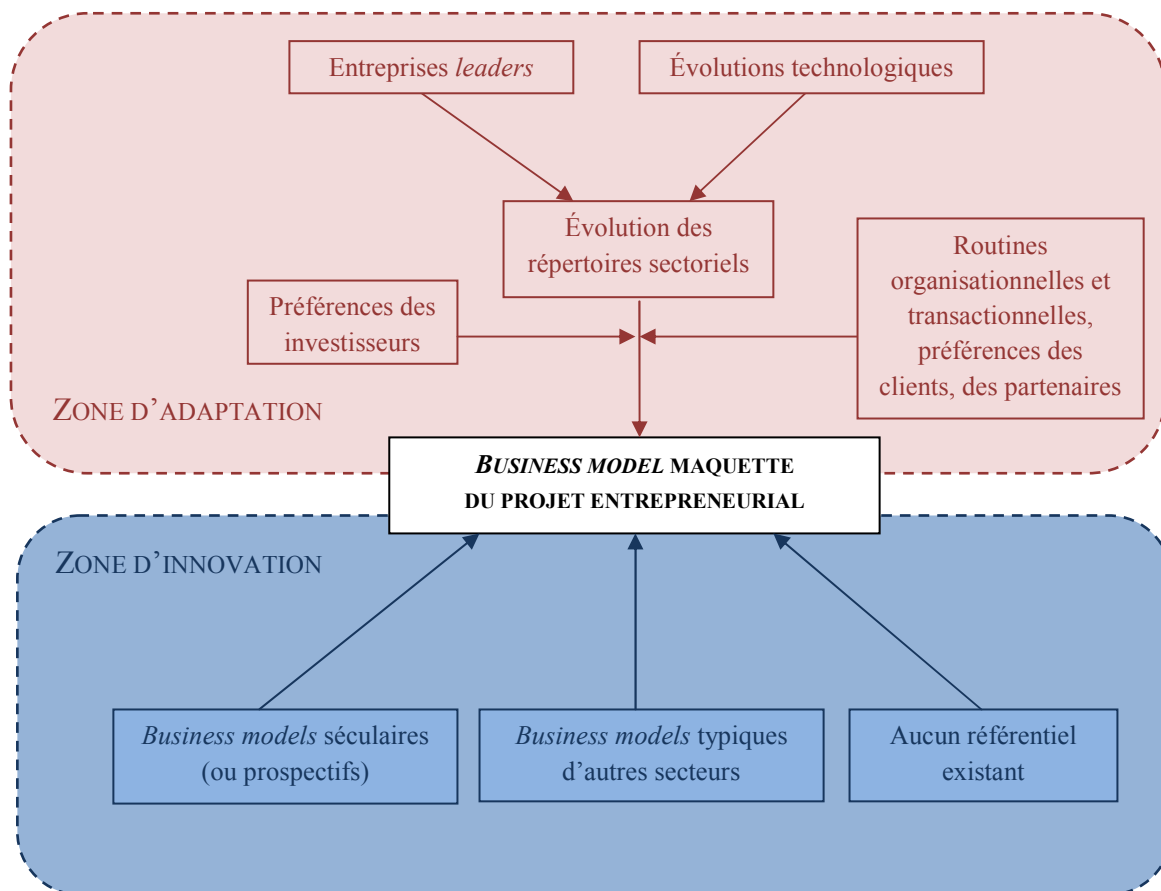 Entreprises leaders
Évolutions technologiques
Évolution des
répertoires sectoriels
Routines
organisationnelles et
transactionnelles,
préférences des
clients, des partenaires
Préférences des
investisseurs
ZONE D’ADAPTATION
BUSINESS MODEL MAQUETTE
DU PROJET ENTREPRENEURIAL
ZONE D’INNOVATION
Business models séculaires
(ou prospectifs)
Business models typiques
d’autres secteurs
Aucun référentiel
existant